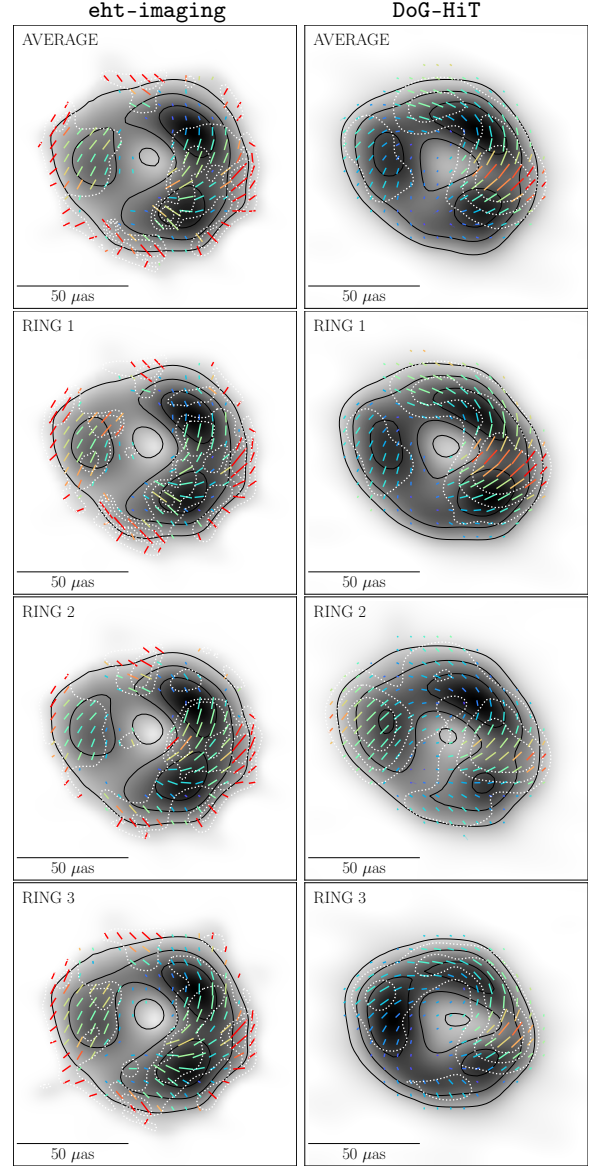 eht-imaging DoG-HiT
AVERAGE AVERAGE
50 μas 50 μas
RING 1 RING 1
50 μas 50 μas
RING 2 RING 2
50 μas 50 μas
RING 3 RING 3
50 μas 50 μas